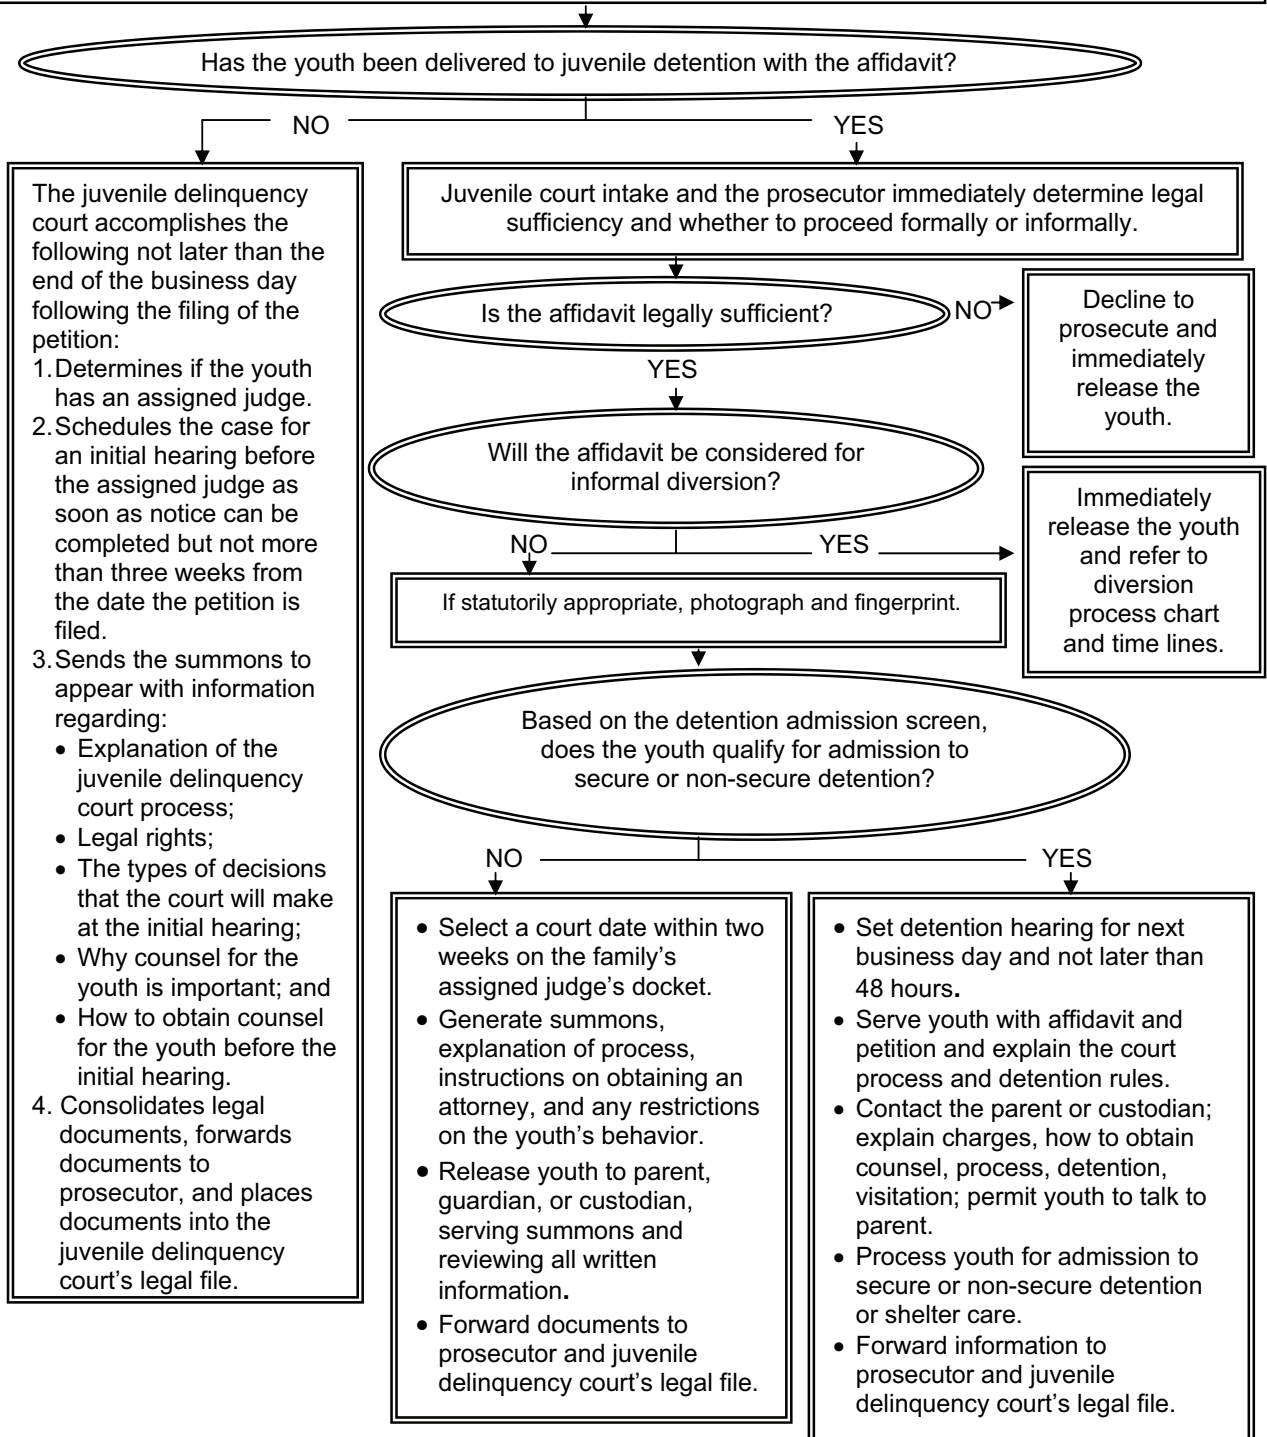 Has the youth been delivered to juvenile detention with the affidavit?
NO
YES
The juvenile delinquency
court accomplishes the
following not later than the
end of the business day
following the filing of the
petition:
1.Determines if the youth
has an assigned judge.
2.Schedules the case for
an initial hearing before
the assigned judge as
soon as notice can be
completed but not more
than three weeks from
the date the petition is
filed.
3.Sends the summons to
appear with information
regarding:
• Explanation of the
juvenile delinquency
court process;
• Legal rights;
• The types of decisions
that the court will make
at the initial hearing;
• Why counsel for the
youth is important; and
• How to obtain counsel
for the youth before the
initial hearing.
4. Consolidates legal
documents, forwards
documents to
prosecutor, and places
documents into the
juvenile delinquency
court's legal file.
Juvenile court intake and the prosecutor immediately determine legal
sufficiency and whether to proceed formally or informally.
Is the affidavit legally sufficient?
NO
Decline to
prosecute and
immediately
release the
youth.
YES
Will the affidavit be considered for
informal diversion?
NO
YES
Immediately
release the youth
and refer to
diversion
process chart
and time lines.
If statutorily appropriate, photograph and fingerprint.
Based on the detention admission screen,
does the youth qualify for admission to
secure or non-secure detention?
NO
YES
• Select a court date within two
weeks on the family's
assigned judge's docket.
• Generate summons,
explanation of process,
instructions on obtaining an
attorney, and any restrictions
on the youth's behavior.
• Release youth to parent,
guardian, or custodian,
serving summons and
reviewing all written
information.
• Forward documents to
prosecutor and juvenile
delinquency court's legal file.
• Set detention hearing for next
business day and not later than
48 hours.
• Serve youth with affidavit and
petition and explain the court
process and detention rules.
• Contact the parent or custodian;
explain charges, how to obtain
counsel, process, detention,
visitation; permit youth to talk to
parent.
• Process youth for admission to
secure or non-secure detention
or shelter care.
• Forward information to
prosecutor and juvenile
delinquency court's legal file.